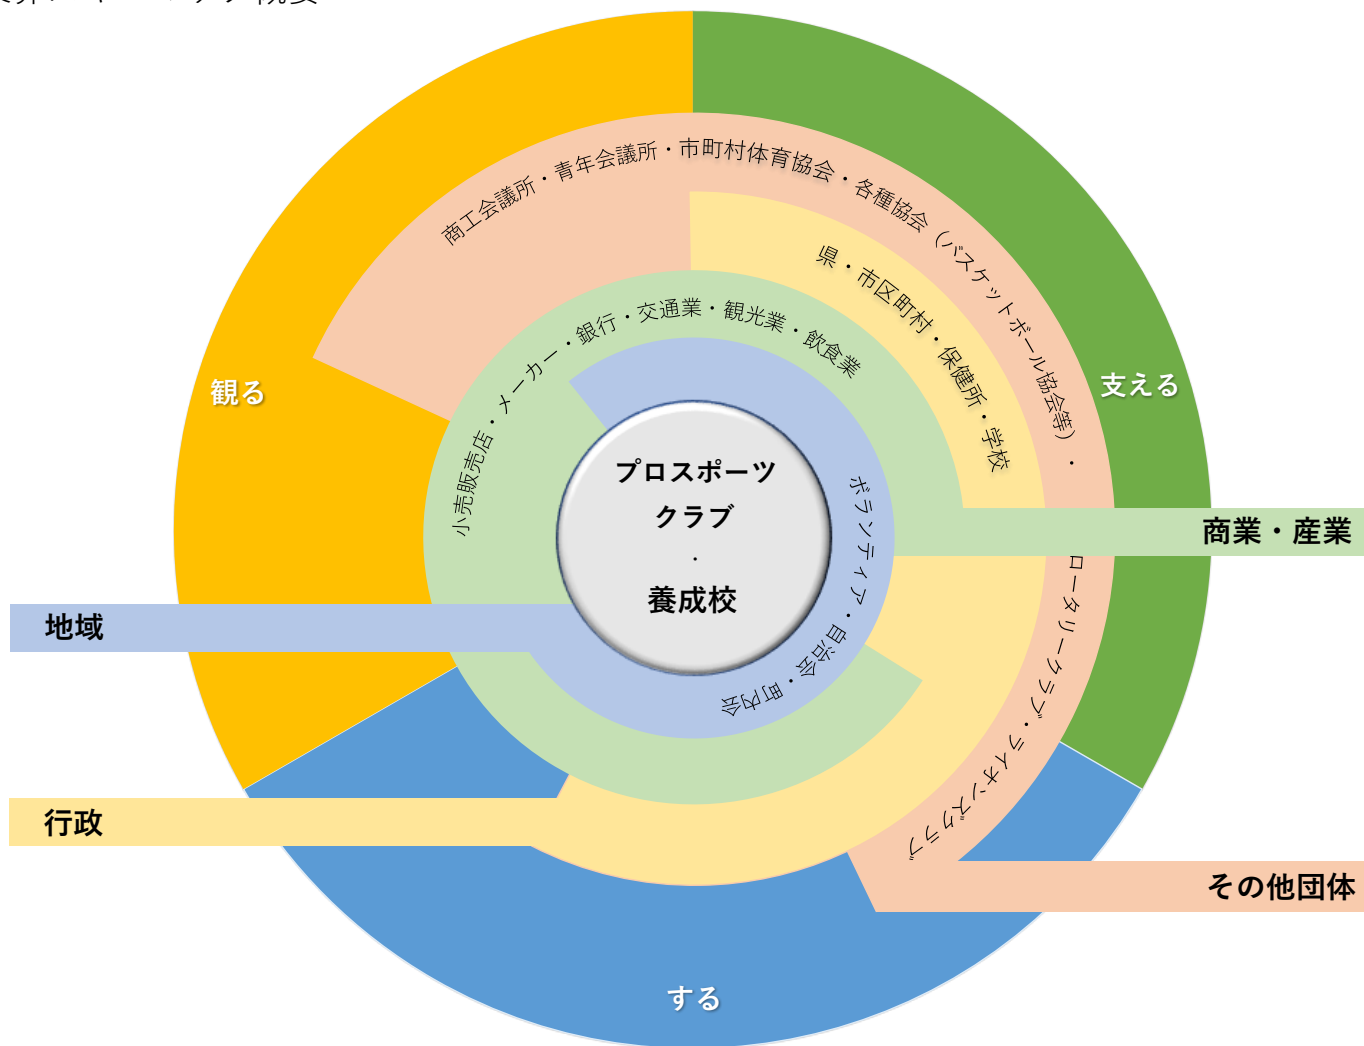 概要
商工会議所・青年会議所・市町村体育協会・各種協会（バスケットボール協会等）・
ロータリークラブ・ライオンズクラブ
県・市区町村・保健所・学校
小売販売店・メーカー・銀行・交通業・観光業・飲食業
観る
支える
プロスポーツ
クラブ
・
養成校
ボランティア・自治会・町内会
商業・産業
地域
行政
その他団体
する